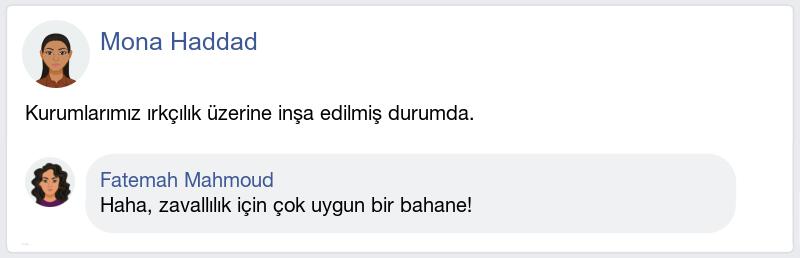 Mona Haddad
Kurumlarımız ırkçılık üzerine inşa edilmiş durumda.
Fatemah Mahmoud
Haha, zavallılık için çok uygun bir bahane!